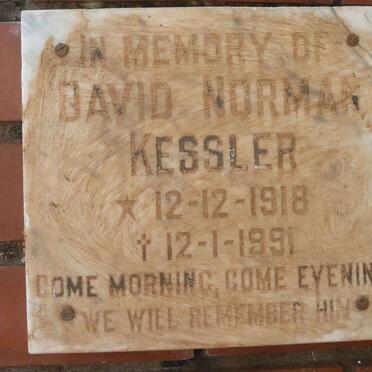 IN MEMORY OF
DAVID NORMAN
KESSLER
★ 12-12-1918
✝ 12-1-1991
COME MORNING, COME EVENIN
WE WILL REMEMBER HIM